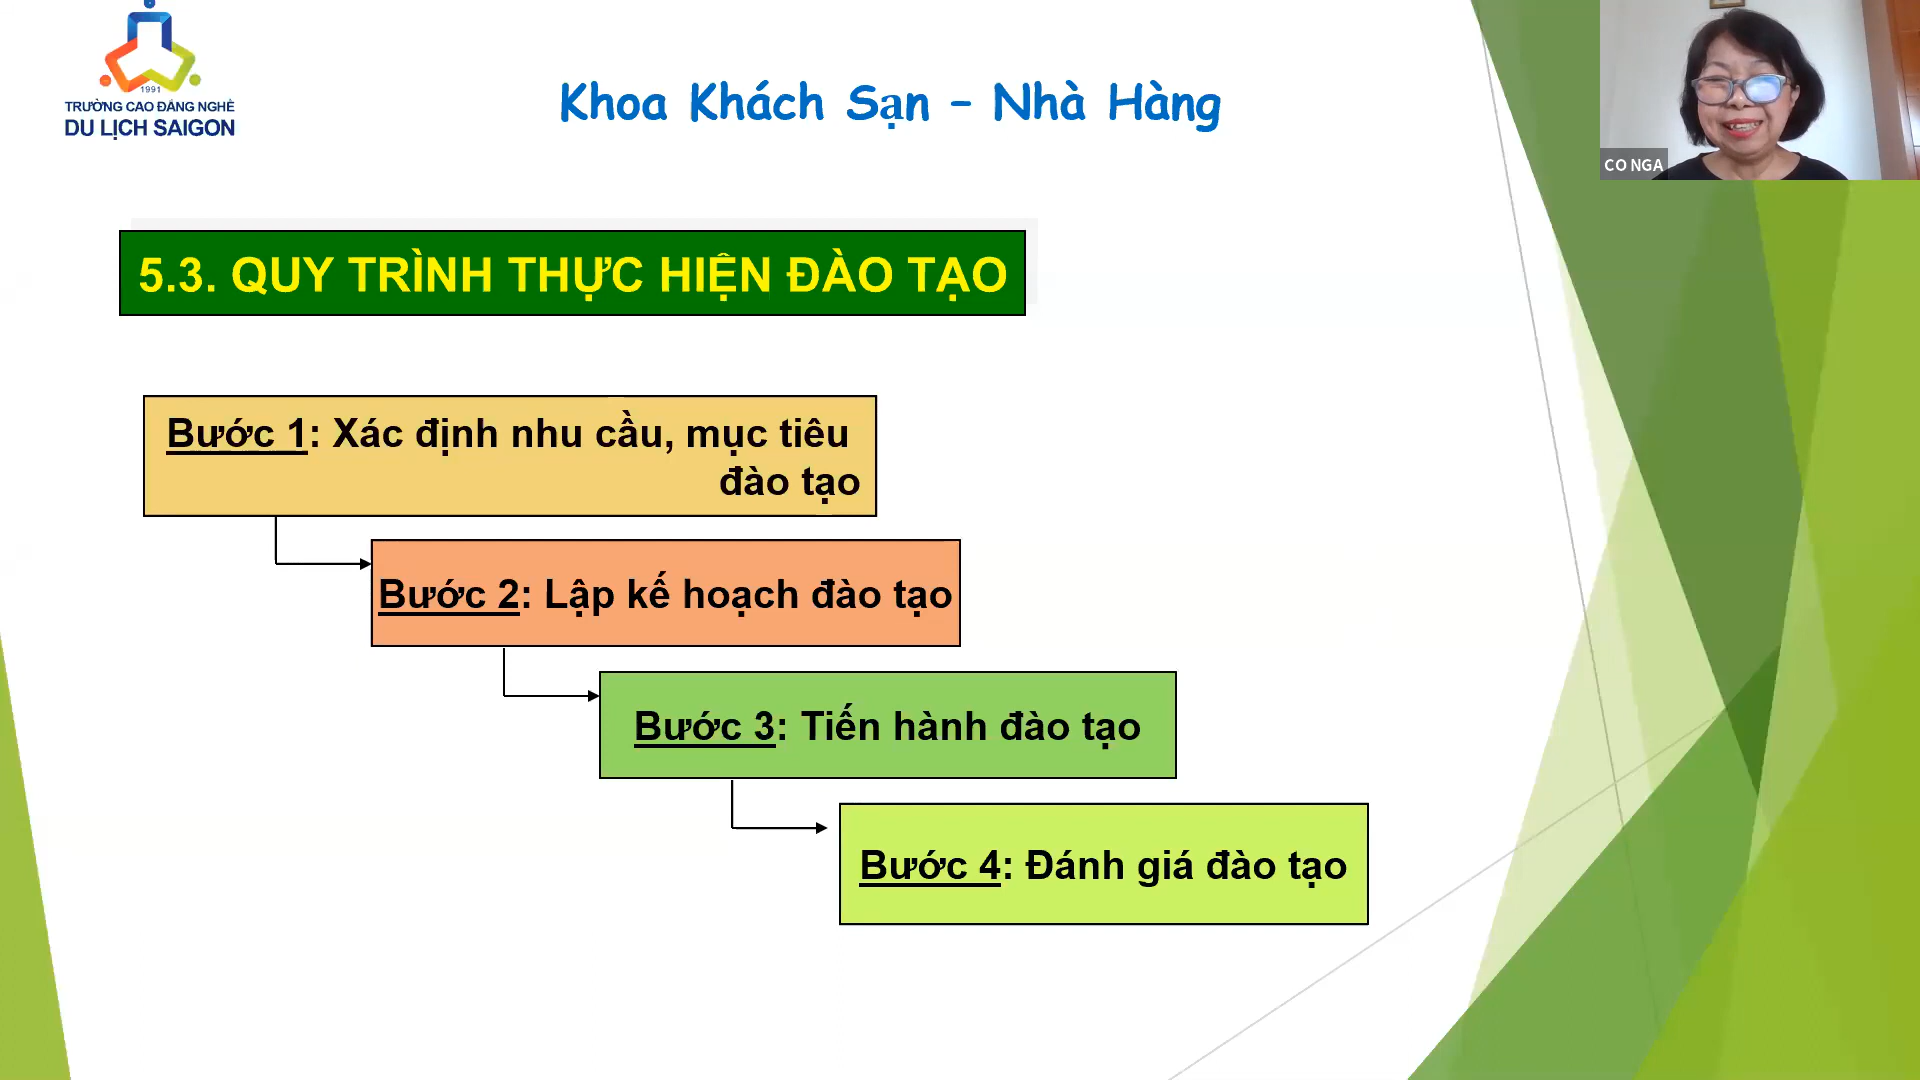 1991
TRƯỜNG CAO ĐẲNG NGHỀ
DU LỊCH SAIGON
Khoa Khách Sạn – Nhà Hàng
CO NGA
5.3. QUY TRÌNH THỰC HIỆN ĐÀO TẠO
Bước 1: Xác định nhu cầu, mục tiêu
đào tạo
Bước 2: Lập kế hoạch đào tạo
Bước 3: Tiến hành đào tạo
Bước 4: Đánh giá đào tạo